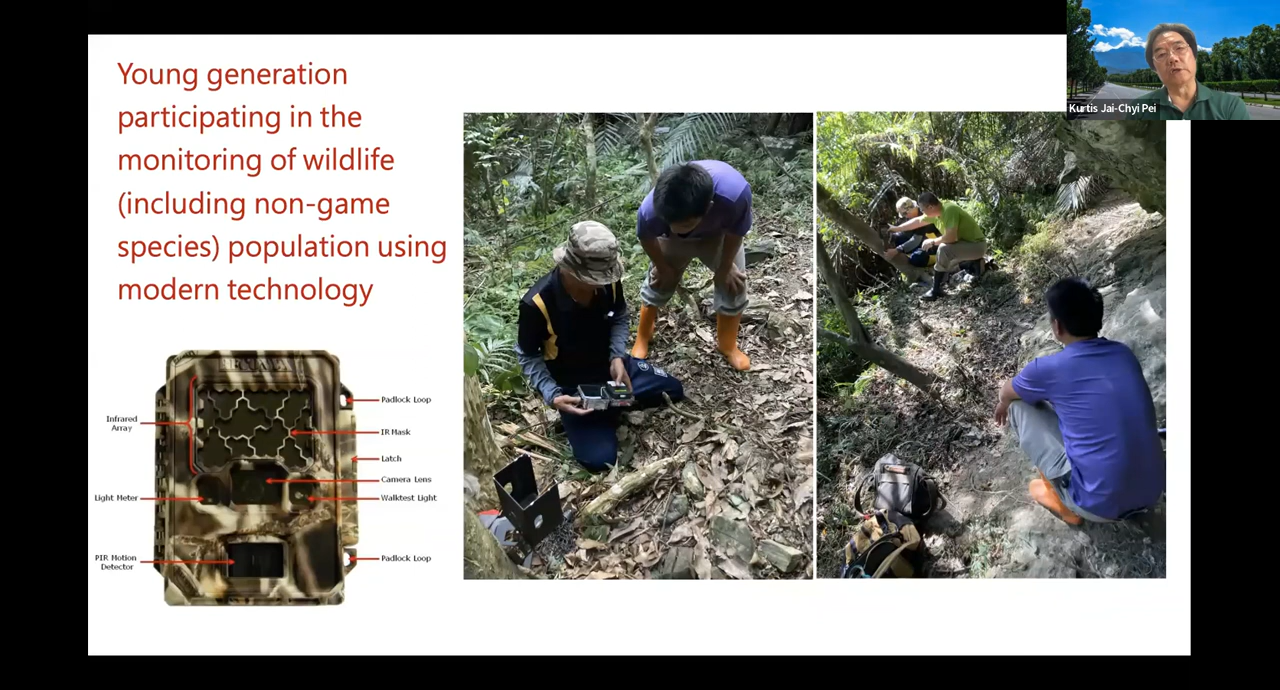 Young generation
participating in the
monitoring of wildlife
(including non-game
species) population using
modern technology
Kurtis Jai-Chyi Pei
Padlock Loop
Infrared
Array
IR Mask
Latch
Camera Lens
Light Meter
Walktest Light
PIR Motion
Detector
Padlock Loop